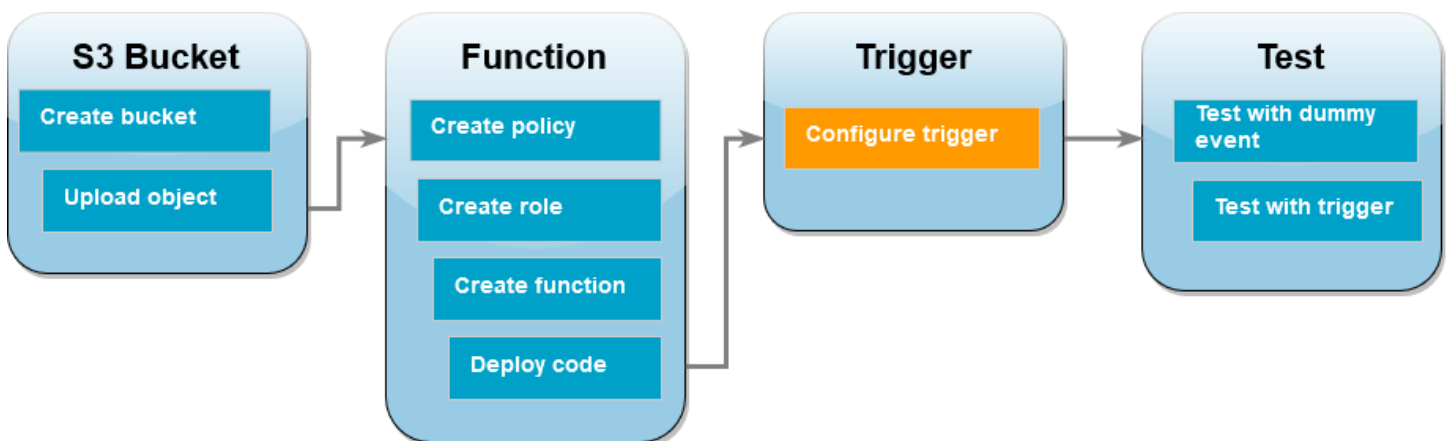 S3 Bucket
Create bucket
Upload object
Function
Create policy
Create role
Create function
Deploy code
Trigger
Configure trigger
Test
Test with dummy
event
Test with trigger